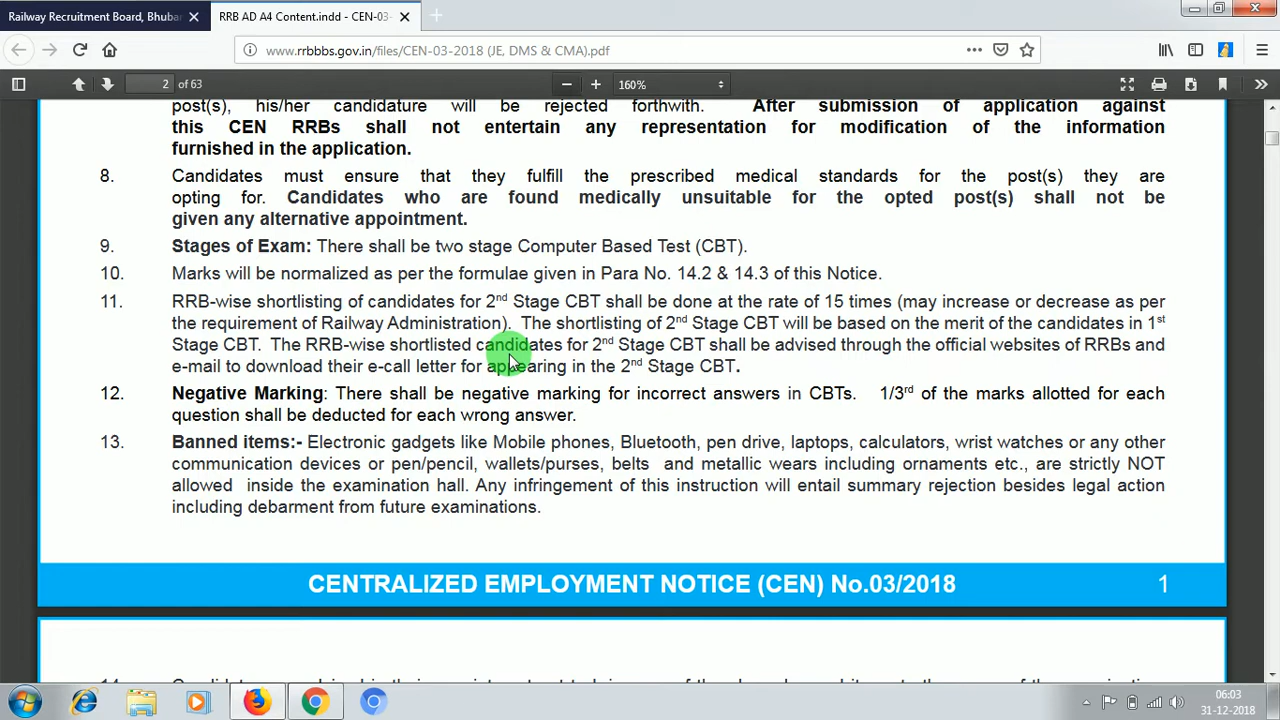 Railway Recruitment Board, Bhubar
RRB AD A4 Content.indd - CEN-03-
www.rrbbbs.gov.in/files/CEN-03-2018 (JE, DMS & CMA).pdf
2 of 63
160%
post(s), his/her candidature will be rejected forthwith. After submission of application against
this CEN RRBs shall not entertain any representation for modification of the information
furnished in the application.
8. Candidates must ensure that they fulfill the prescribed medical standards for the post(s) they are
opting for. Candidates who are found medically unsuitable for the opted post(s) shall not be
given any alternative appointment.
9. Stages of Exam: There shall be two stage Computer Based Test (CBT).
10. Marks will be normalized as per the formulae given in Para No. 14.2 & 14.3 of this Notice.
11. RRB-wise shortlisting of candidates for 2nd Stage CBT shall be done at the rate of 15 times (may increase or decrease as per
the requirement of Railway Administration). The shortlisting of 2nd Stage CBT will be based on the merit of the candidates in 1st
Stage CBT. The RRB-wise shortlisted candidates for 2nd Stage CBT shall be advised through the official websites of RRBs and
e-mail to download their e-call letter for appearing in the 2nd Stage CBT.
12. Negative Marking: There shall be negative marking for incorrect answers in CBTs. 1/3rd of the marks allotted for each
question shall be deducted for each wrong answer.
13. Banned items:- Electronic gadgets like Mobile phones, Bluetooth, pen drive, laptops, calculators, wrist watches or any other
communication devices or pen/pencil, wallets/purses, belts and metallic wears including ornaments etc., are strictly NOT
allowed inside the examination hall. Any infringement of this instruction will entail summary rejection besides legal action
including debarment from future examinations.
CENTRALIZED EMPLOYMENT NOTICE (CEN) No.03/2018 1
06:03
31-12-2018